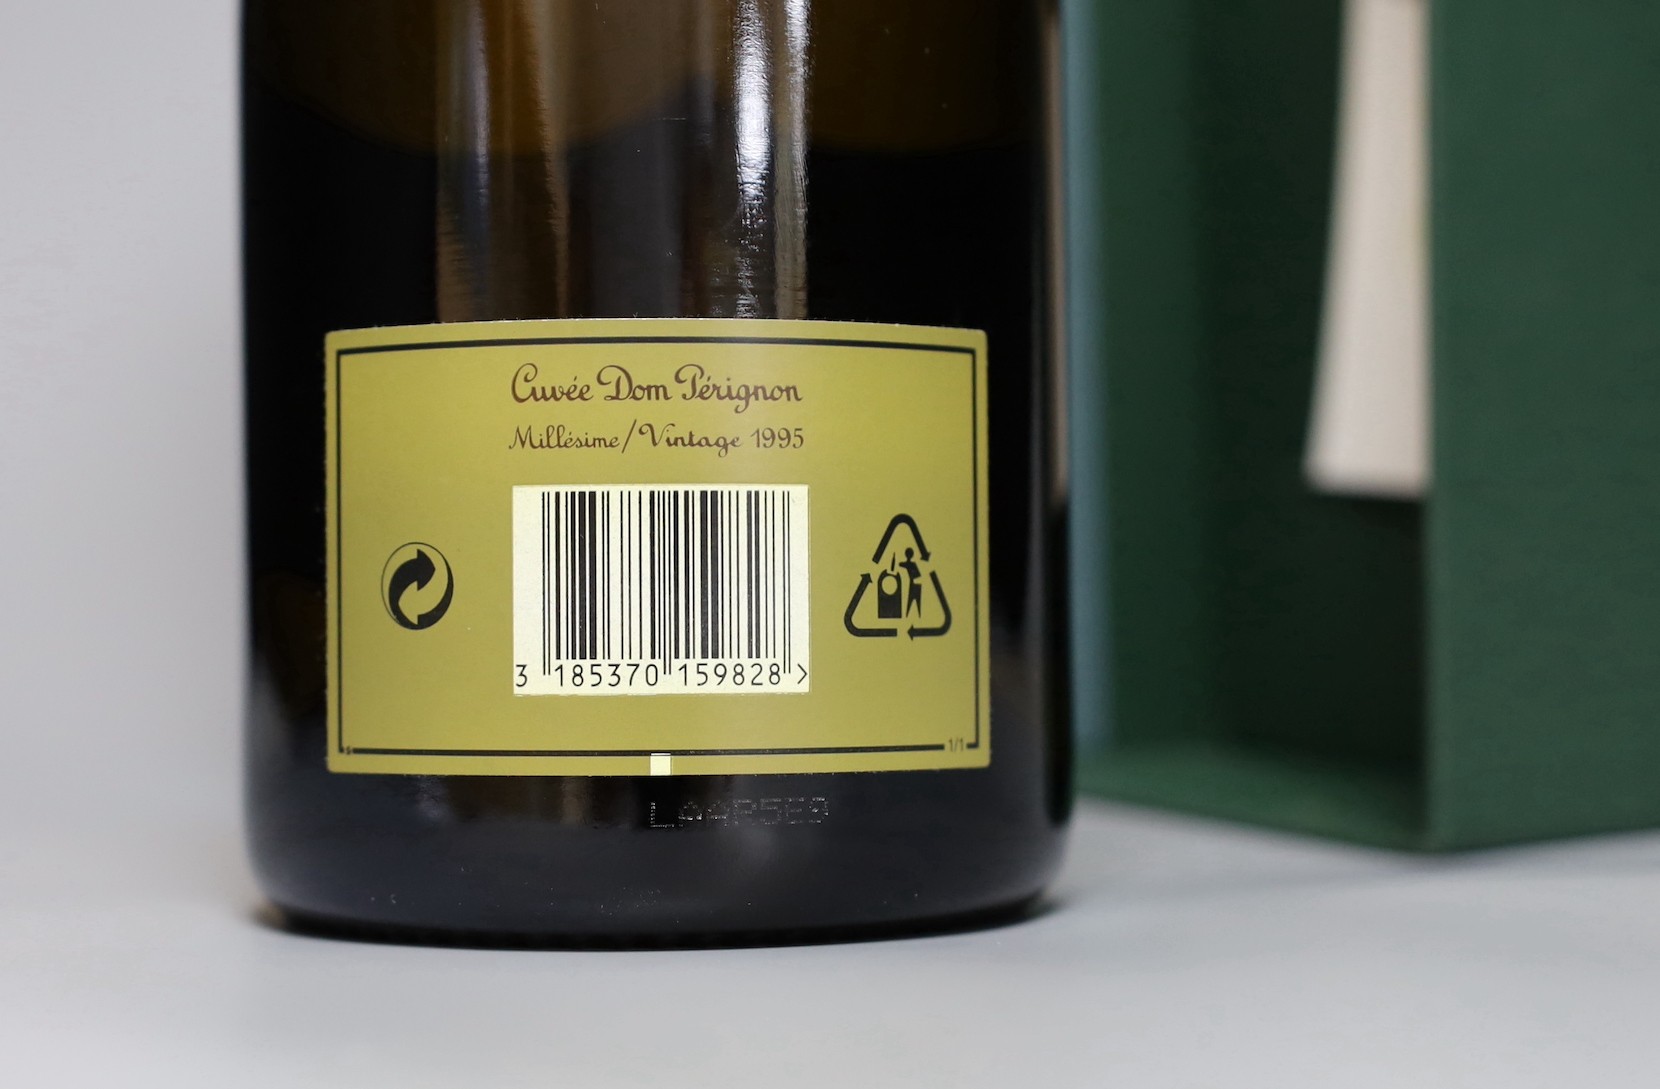 Cuvée Dom Pérignon
Millésime/Vintage 1995
3 185370 159828 >
1/1